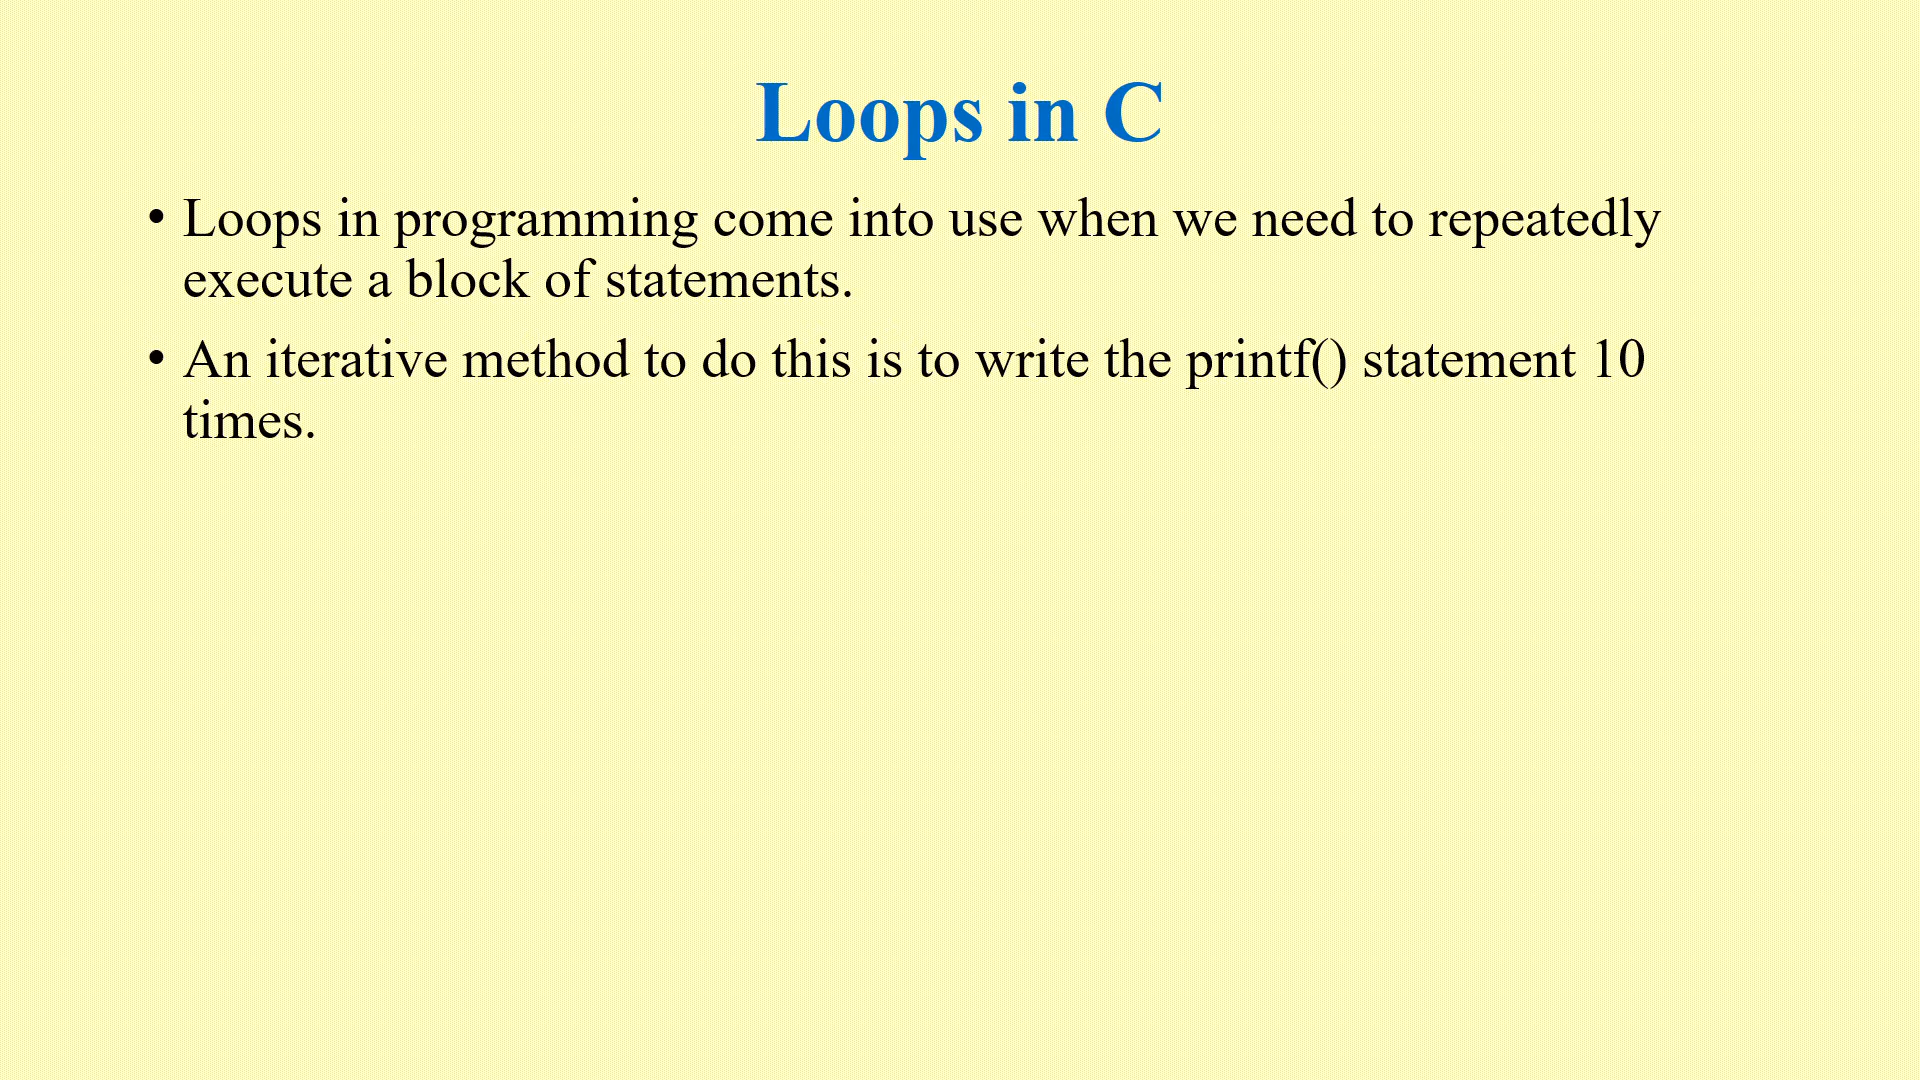 Loops in C
• Loops in programming come into use when we need to repeatedly
execute a block of statements.
• An iterative method to do this is to write the printf() statement 10
times.